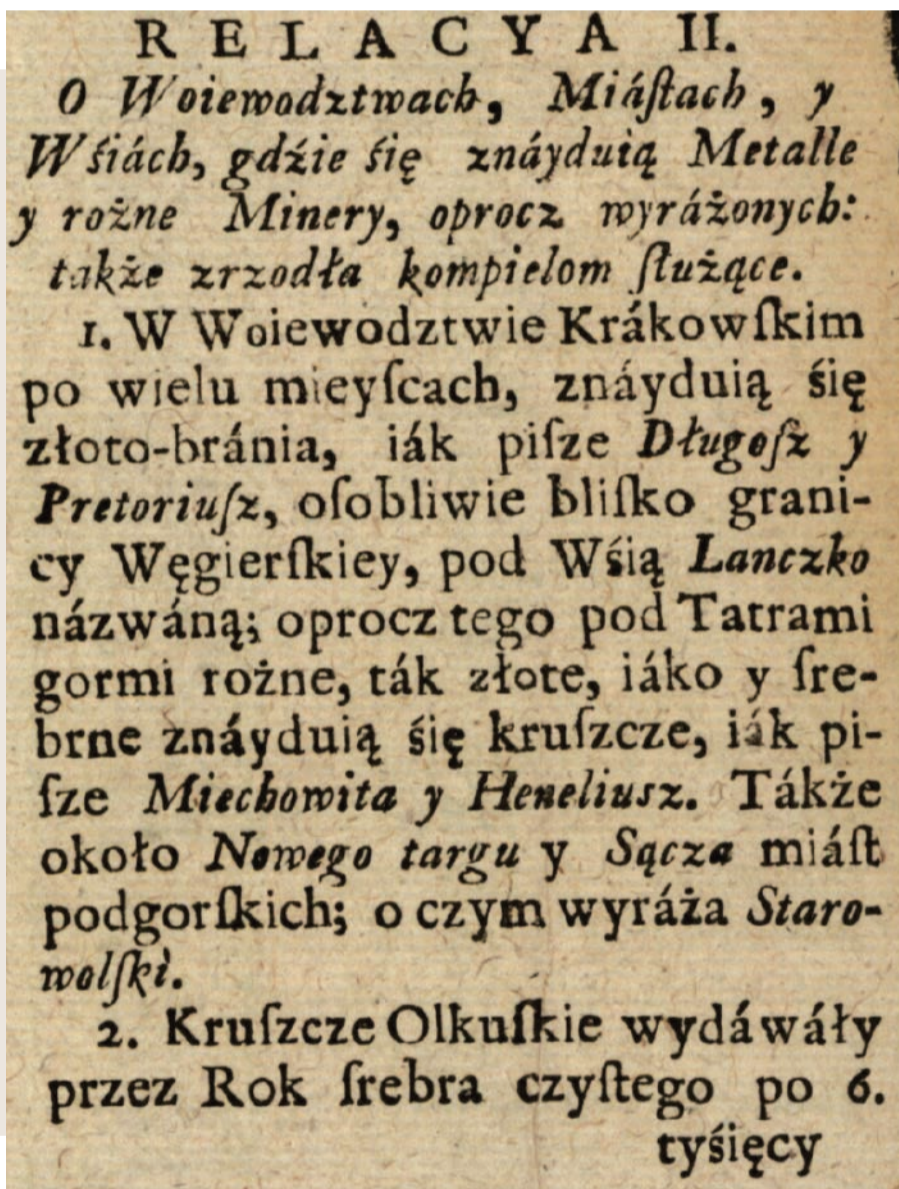 RELACYA II.
O Woiewodztwach, Miáſtach, y
Wśiách, gdźie śię znáyduią Metalle
y rożne Minery, oprocz wyráżonych:
tákże zrzodła kompielom ſłużące.
1. W Woiewodztwie Krákowſkim
po wielu mieyſcach, znáyduią śię
złoto-bránia, iák piſze Długoſz y
Pretoriuſz, oſobliwie bliſko grani-
cy Węgierſkiey, pod Wśią Lanczko
názwáną; oprocz tego pod Tatrami
gormi rożne, ták złote, iáko y ſre-
brne znáyduią śię kruſzcze, iák pi-
ſze Miechowita y Heneliusz. Tákże
około Nowego targu y Sącza miáſt
podgorſkich; o czym wyráża Staro-
wolſki.
2. Kruſzcze Olkuſkie wydáwáły
przez Rok ſrebra czyſtego po 6.
tyśięcy